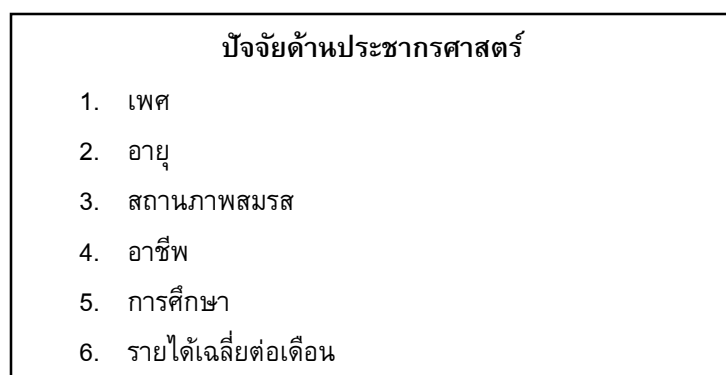 ปัจจัยด้านประชากรศาสตร์
1. เพศ
2. อายุ
3. สถานภาพสมรส
4. อาชีพ
5. การศึกษา
6. รายได้เฉลี่ยต่อเดือน